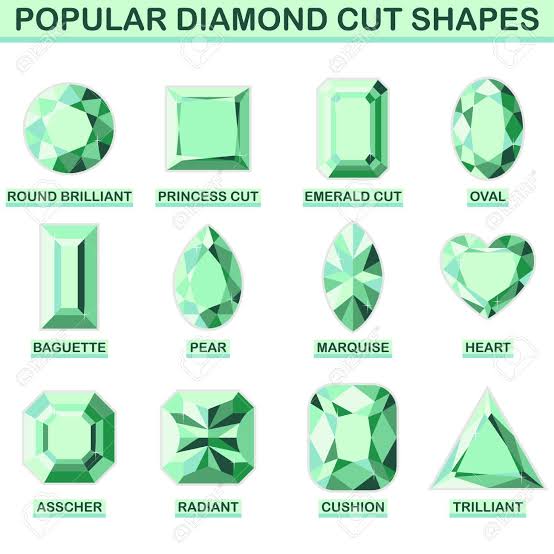 POPULAR DIAMOND CUT SHAPES
ROUND BRILLIANT
PRINCESS CUT
EMERALD CUT
OVAL
BAGUETTE
PEAR
MARQUISE
HEART
ASSCHER
RADIANT
CUSHION
TRILLIANT